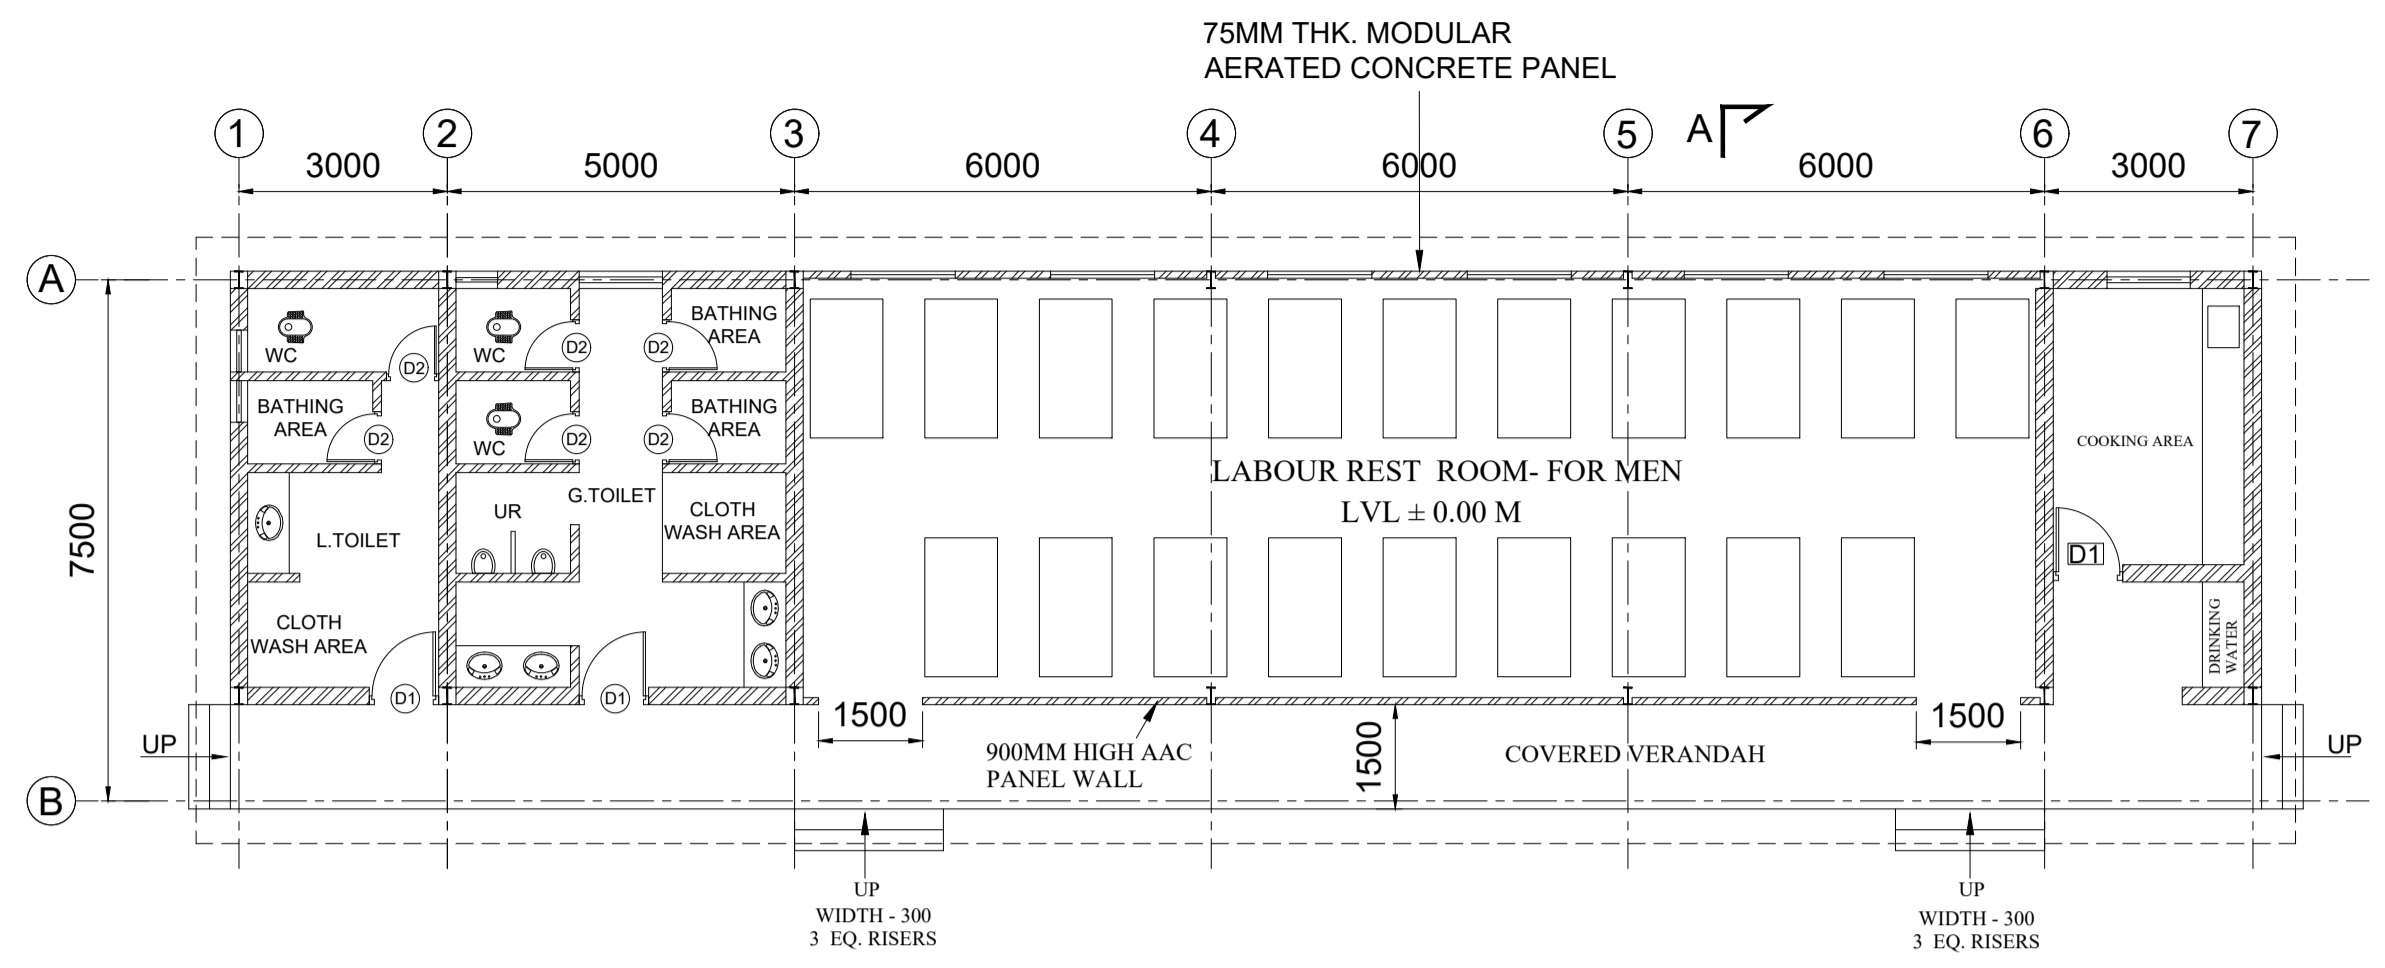 75MM THK. MODULAR
AERATED CONCRETE PANEL
1
2
3
4
5
A
6
7
3000
5000
6000
6000
6000
3000
A
WC
D2
WC
D2
D2
BATHING
AREA
BATHING
AREA
D2
WC
D2
D2
BATHING
AREA
COOKING AREA
LABOUR REST  ROOM- FOR MEN
LVL ± 0.00 M
7500
L.TOILET
UR
G.TOILET
CLOTH
WASH AREA
D1
CLOTH
WASH AREA
DRINKING
WATER
D1
D1
1500
1500
1500
UP
900MM HIGH AAC
PANEL WALL
COVERED VERANDAH
UP
B
UP
WIDTH - 300
3  EQ. RISERS
UP
WIDTH - 300
3  EQ. RISERS